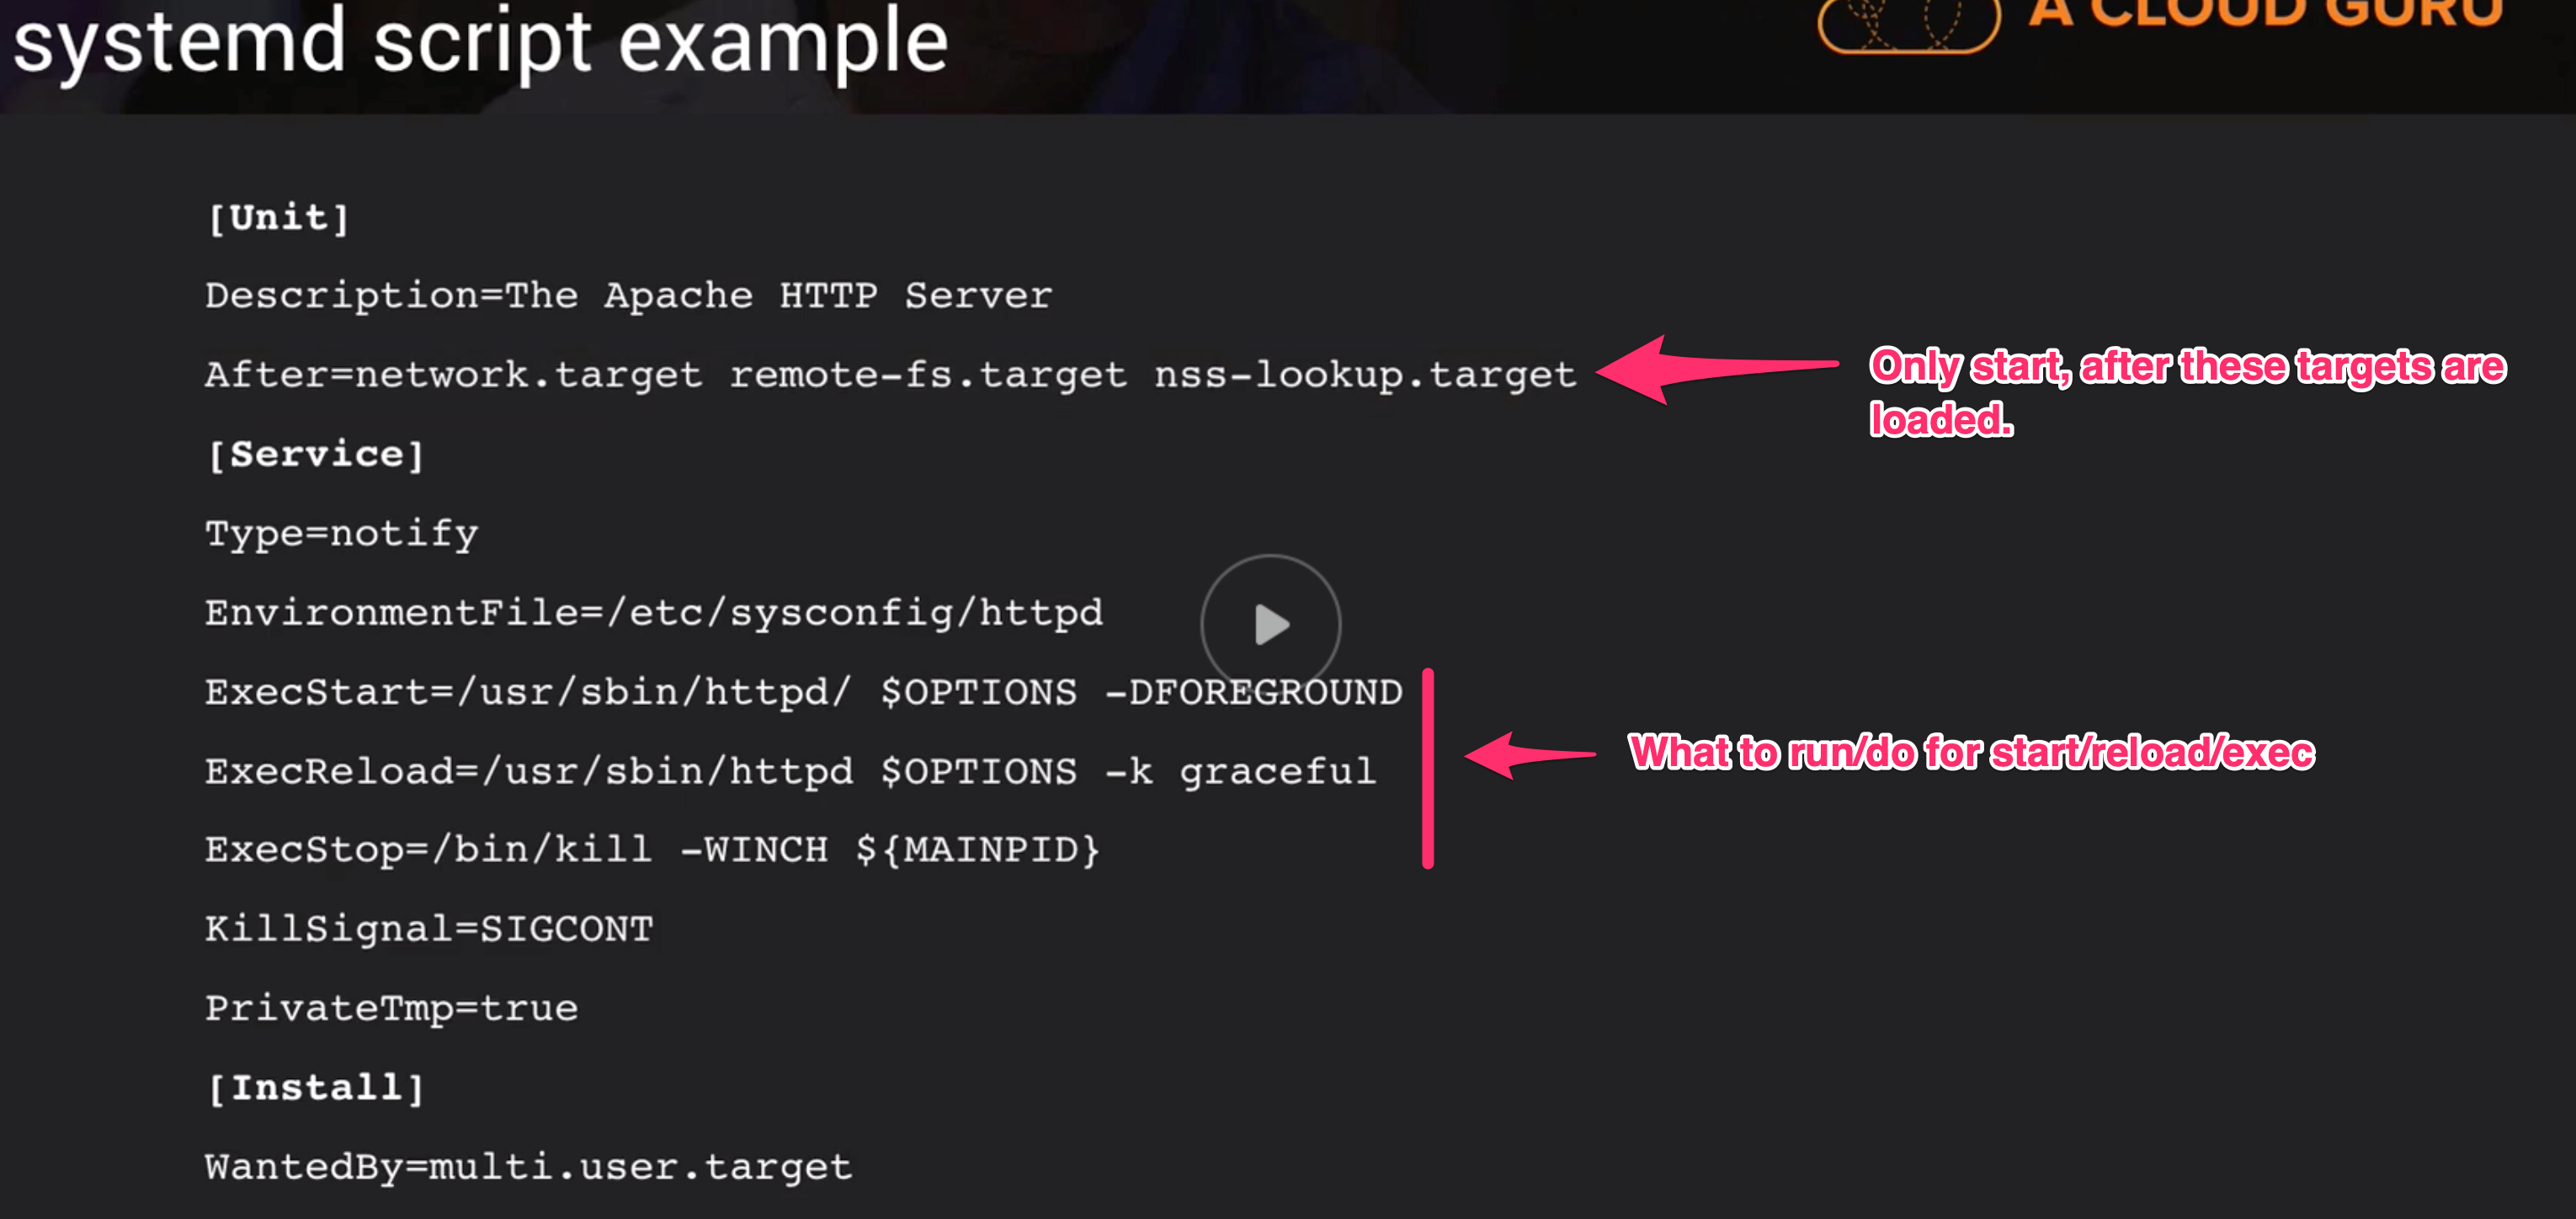 systemd script example
A CLOUD GURU
[Unit]
Description=The Apache HTTP Server
After=network.target remote-fs.target nss-lookup.target
Only start, after these targets are
loaded.
[Service]
Type=notify
EnvironmentFile=/etc/sysconfig/httpd
ExecStart=/usr/sbin/httpd/ $OPTIONS -DFOREGROUND
ExecReload=/usr/sbin/httpd $OPTIONS -k graceful
What to run/do for start/reload/exec
ExecStop=/bin/kill -WINCH ${MAINPID}
KillSignal=SIGCONT
PrivateTmp=true
[Install]
WantedBy=multi.user.target